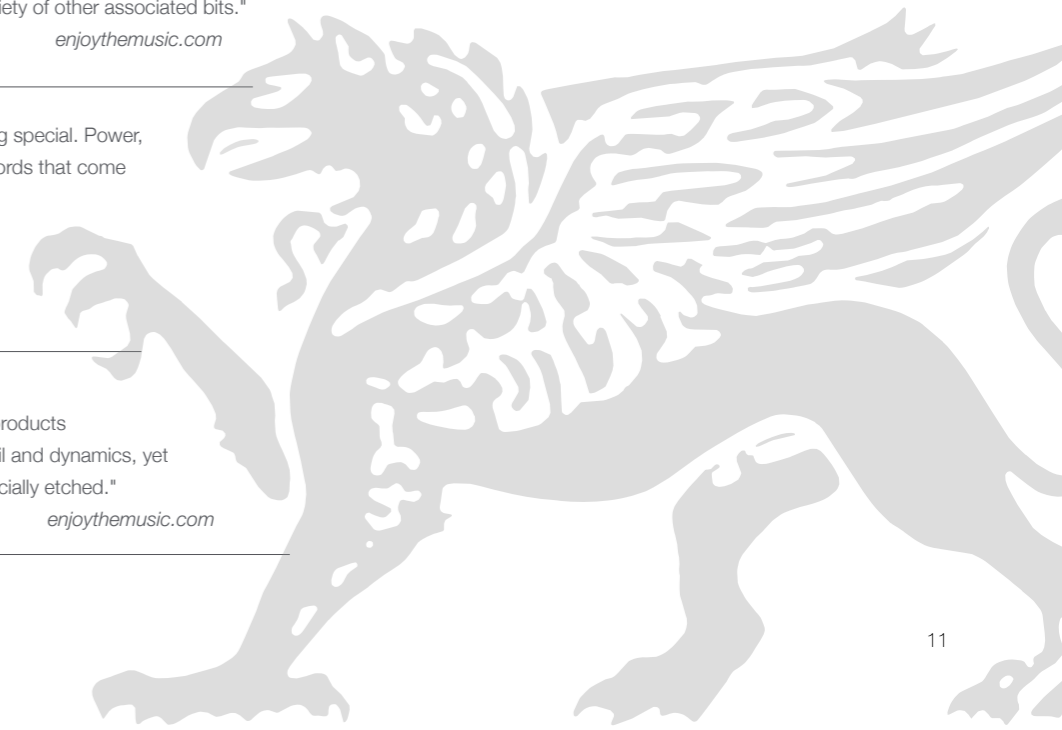 iety of other associated bits."
enjoythemusic.com
g special. Power,
ords that come
roducts
il and dynamics, yet
cially etched."
enjoythemusic.com
11